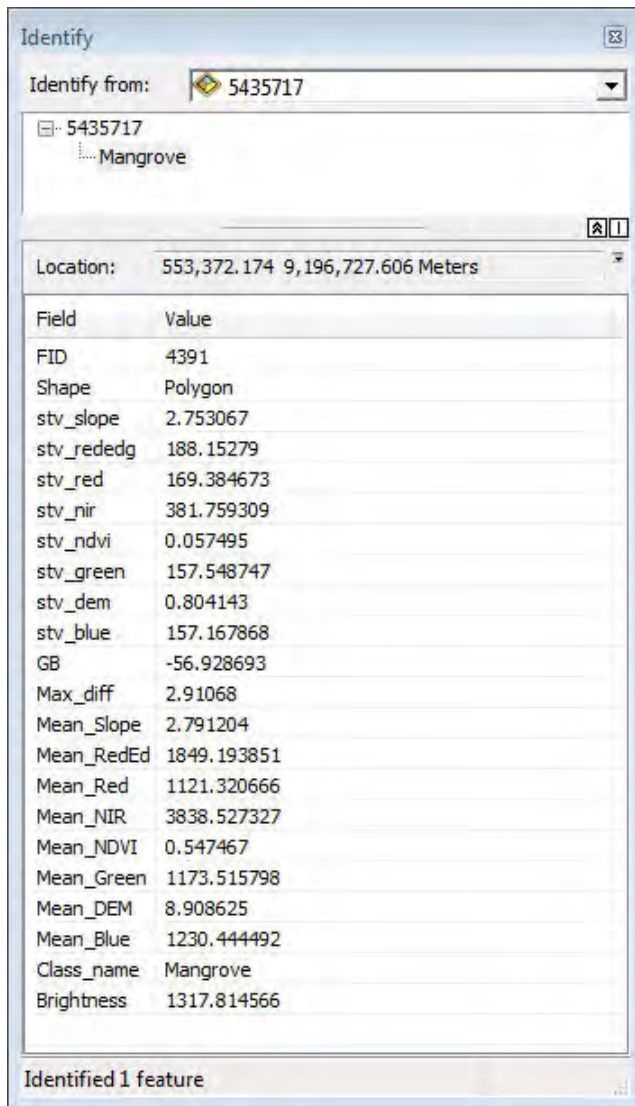 Identify
Identify from: 5435717
5435717
Mangrove
Location: 553,372.174 9,196,727.606 Meters
Field Value
FID 4391
Shape Polygon
stv_slope 2.753067
stv_rededg 188.15279
stv_red 169.384673
stv_nir 381.759309
stv_ndvi 0.057495
stv_green 157.548747
stv_dem 0.804143
stv_blue 157.167868
GB -56.928693
Max_diff 2.91068
Mean_Slope 2.791204
Mean_RedEd 1849.193851
Mean_Red 1121.320666
Mean_NIR 3838.527327
Mean_NDVI 0.547467
Mean_Green 1173.515798
Mean_DEM 8.908625
Mean_Blue 1230.444492
Class_name Mangrove
Brightness 1317.814566
Identified 1 feature